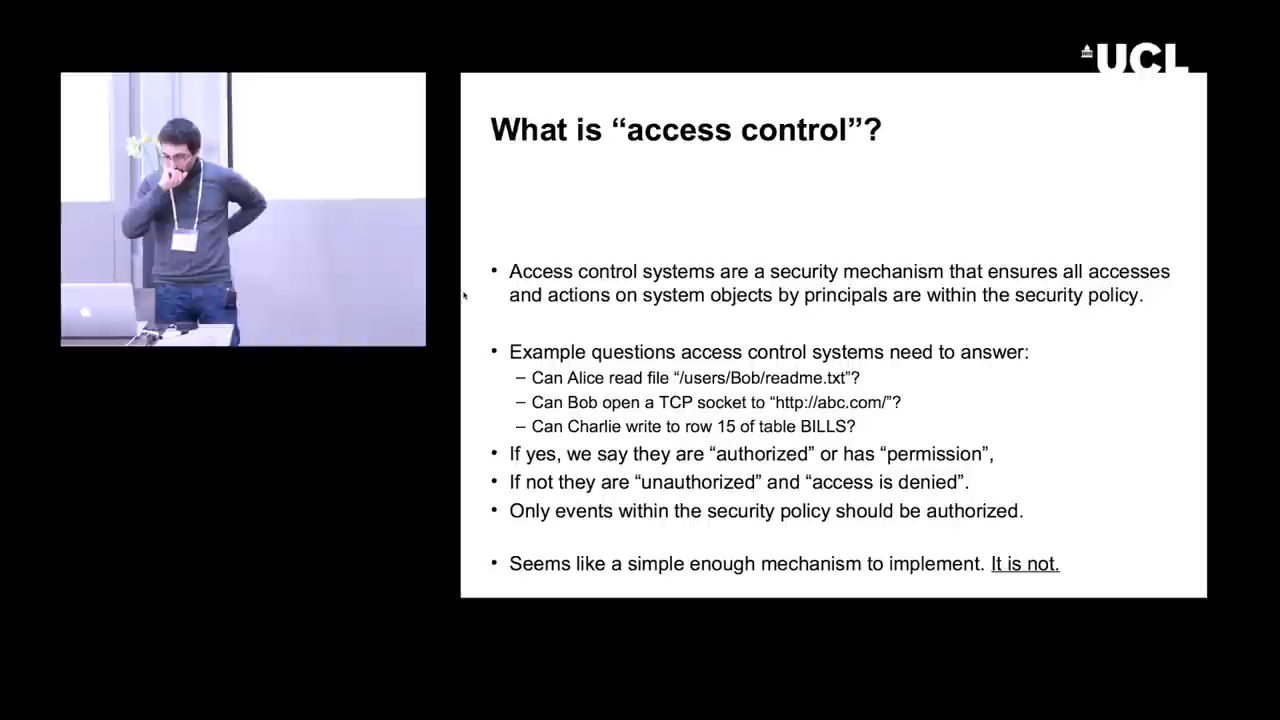 UCL
What is “access control”?
• Access control systems are a security mechanism that ensures all accesses
and actions on system objects by principals are within the security policy.
• Example questions access control systems need to answer:
– Can Alice read file “/users/Bob/readme.txt”?
– Can Bob open a TCP socket to “http://abc.com/”?
– Can Charlie write to row 15 of table BILLS?
• If yes, we say they are “authorized” or has “permission”,
• If not they are “unauthorized” and “access is denied”.
• Only events within the security policy should be authorized.
• Seems like a simple enough mechanism to implement. It is not.